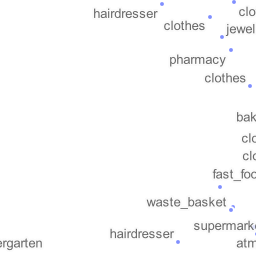 hairdresser
clo
clothes
jewel
pharmacy
clothes
bak
clo
clo
fast_foo
waste_basket
supermark
hairdresser
ergarten
atm